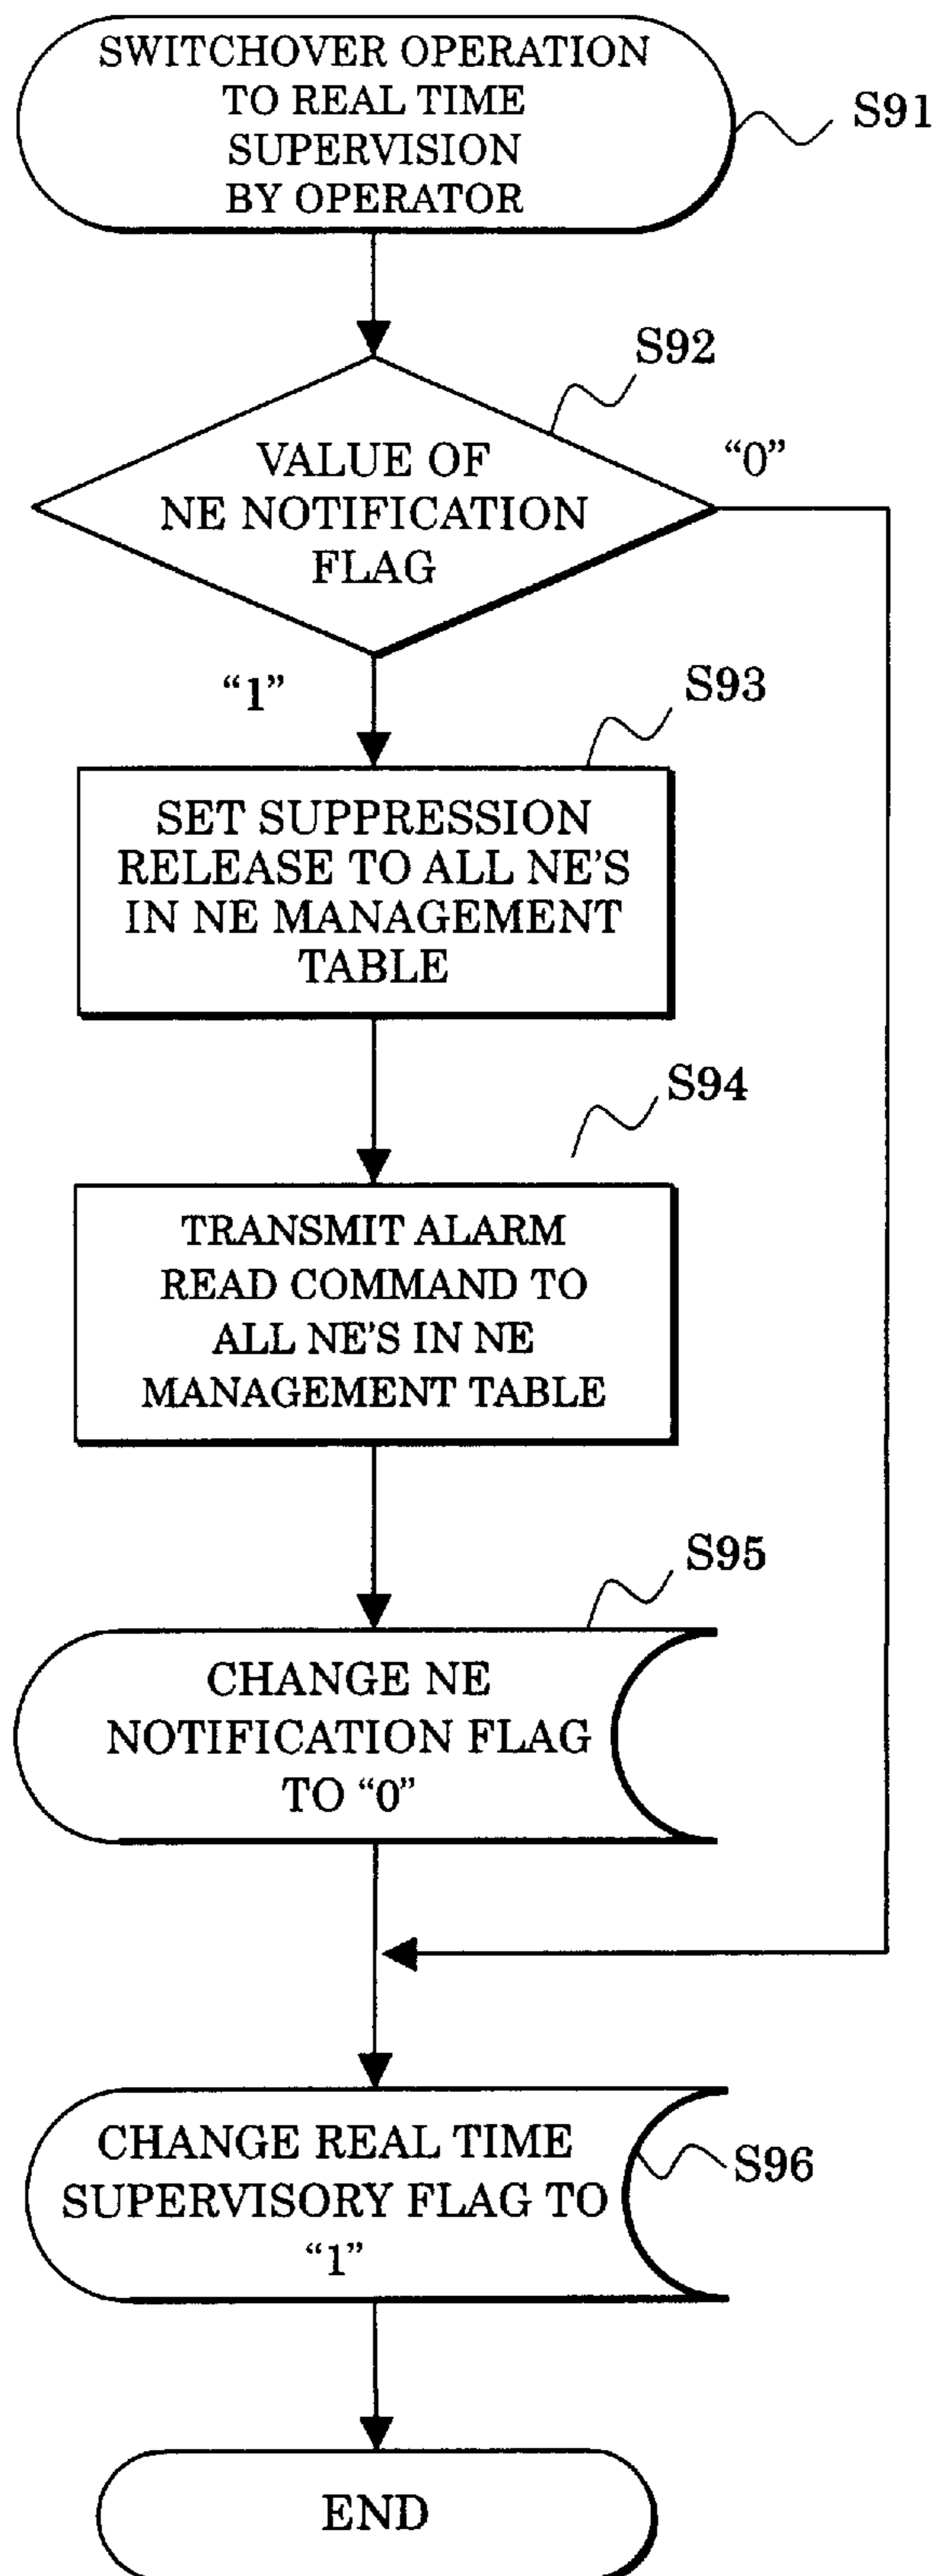 SWITCHOVER OPERATION
TO REAL TIME
SUPERVISION
BY OPERATOR
S91
S92
VALUE OF
NE NOTIFICATION
FLAG
“0”
“1”
S93
SET SUPPRESSION
RELEASE TO ALL NE'S
IN NE MANAGEMENT
TABLE
S94
TRANSMIT ALARM
READ COMMAND TO
ALL NE'S IN NE
MANAGEMENT TABLE
S95
CHANGE NE
NOTIFICATION FLAG
TO “0”
CHANGE REAL TIME
SUPERVISORY FLAG TO
“1”
S96
END